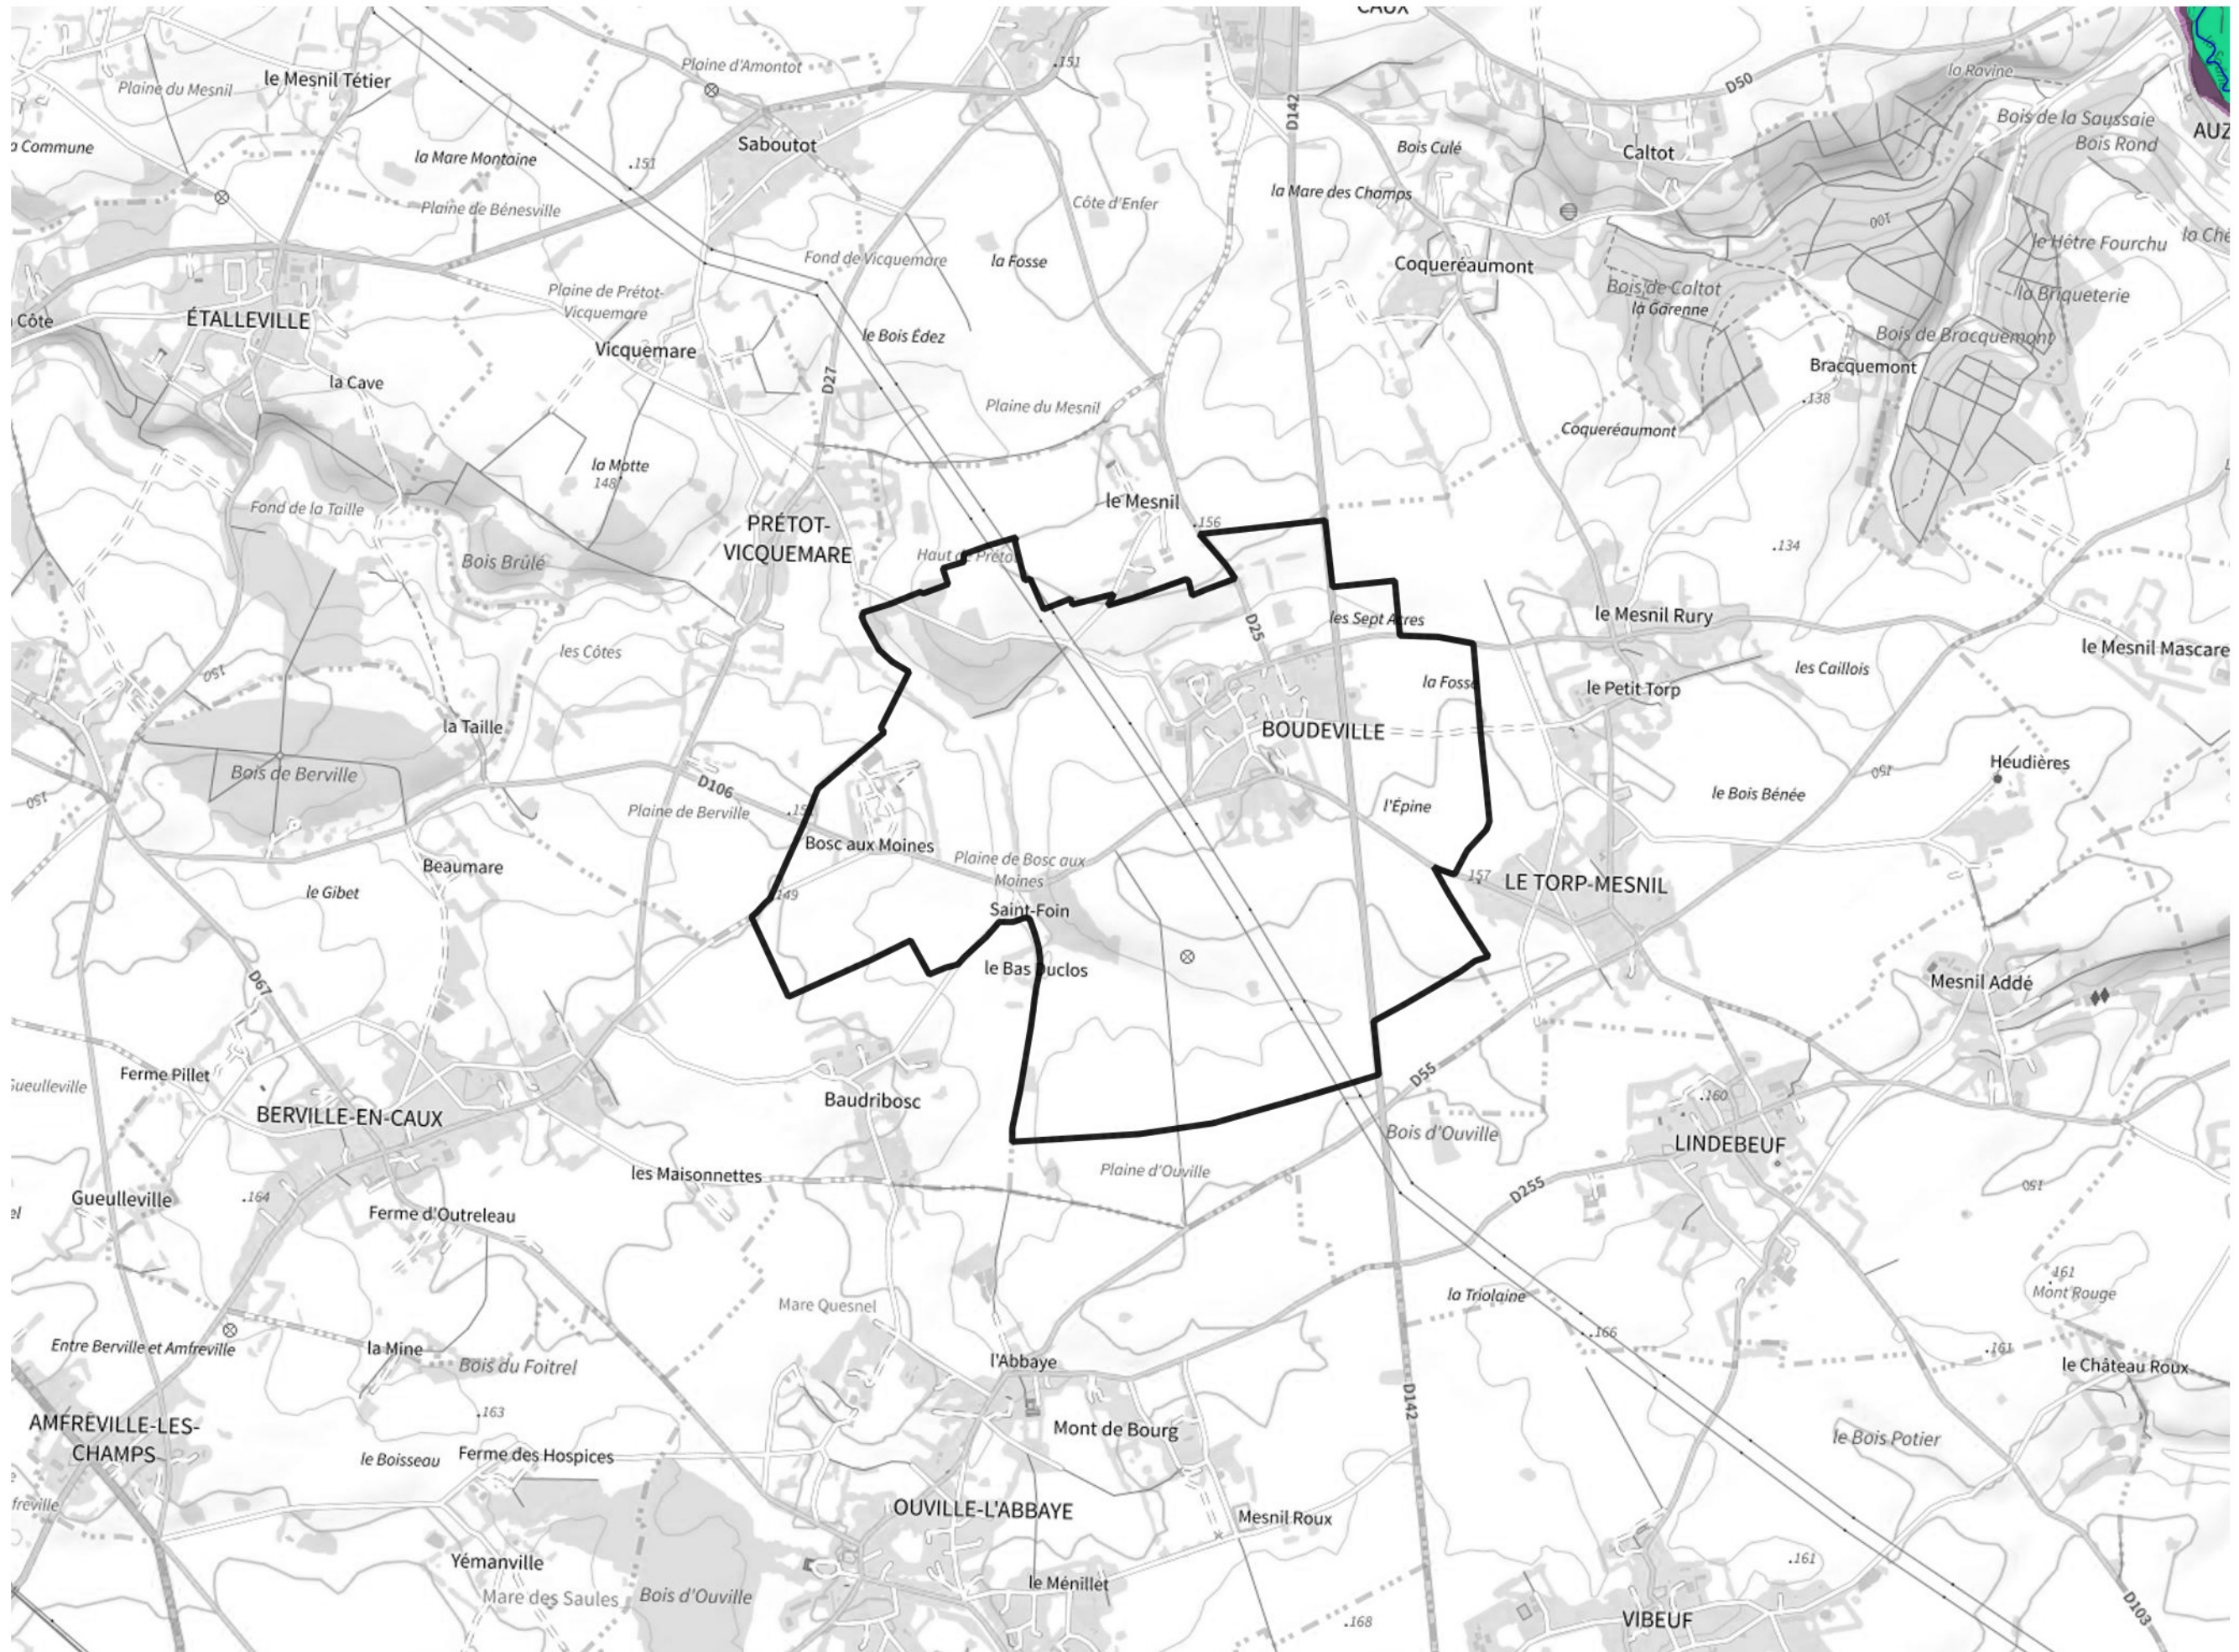 CAUX
le Mesnil Tétier
Plaine du Mesnil
Plaine d'Amontot
151
la Ravine
D50
D142
Bois de la Saussaie
Bois Rond
a Commune
la Mare Montaine
151
Saboutot
Bois Culé
Caltot
la Mare des Champs
Plaine de Bénesville
Côte d'Enfer
100
le Hêtre Fourchu
Fond de Vicquemare
la Fosse
Coqueréaumont
Plaine de Prétot-
Vicquemare
Bois de Caltot
la Garenne
la Briqueterie
Côte
ÉTALLEVILLE
le Bois Édez
Vicquemare
Bois de Bracquemont
Bracquemont
la Cave
D27
138
Plaine du Mesnil
Coqueréaumont
la Motte
148
le Mesnil
Fond de la Taille
PRÉTOT-
VICQUEMARE
156
134
Bois Brûlé
les Sept Acres
D25
le Mesnil Rury
les Côtes
le Mesnil Mascare
les Caillois
150
la Fosse
le Petit Torp
la Taille
BOUDEVILLE
Bois de Berville
Heudières
150
150
D106
le Bois Bénée
Plaine de Berville
l'Épine
Bosc aux Moines
Plaine de Bosc aux
Moines
Beaumare
157
LE TORP-MESNIL
le Gibet
149
Saint-Foin
le Bas Duclos
Mesnil Addé
D67
Ferme Pillet
D55
Gueulleville
Baudribosc
160
BERVILLE-EN-CAUX
Bois d'Ouville
LINDEBEUF
les Maisonnettes
Plaine d'Ouville
D255
150
Gueulleville
164
Ferme d'Outreleau
161
Mont Rouge
la Triolaine
Mare Quesnel
166
Entre Berville et Amfreville
la Mine
161
l'Abbaye
Bois du Foitrel
le Château Roux
D142
163
AMFREVILLE-LES-
CHAMPS
Mont de Bourg
le Bois Potier
le Boisseau
Ferme des Hospices
freville
OUVILLE-L'ABBAYE
Mesnil Roux
Yémanville
161
le Ménillet
Mare des Saules
Bois d'Ouville
D103
168
VIBEUF